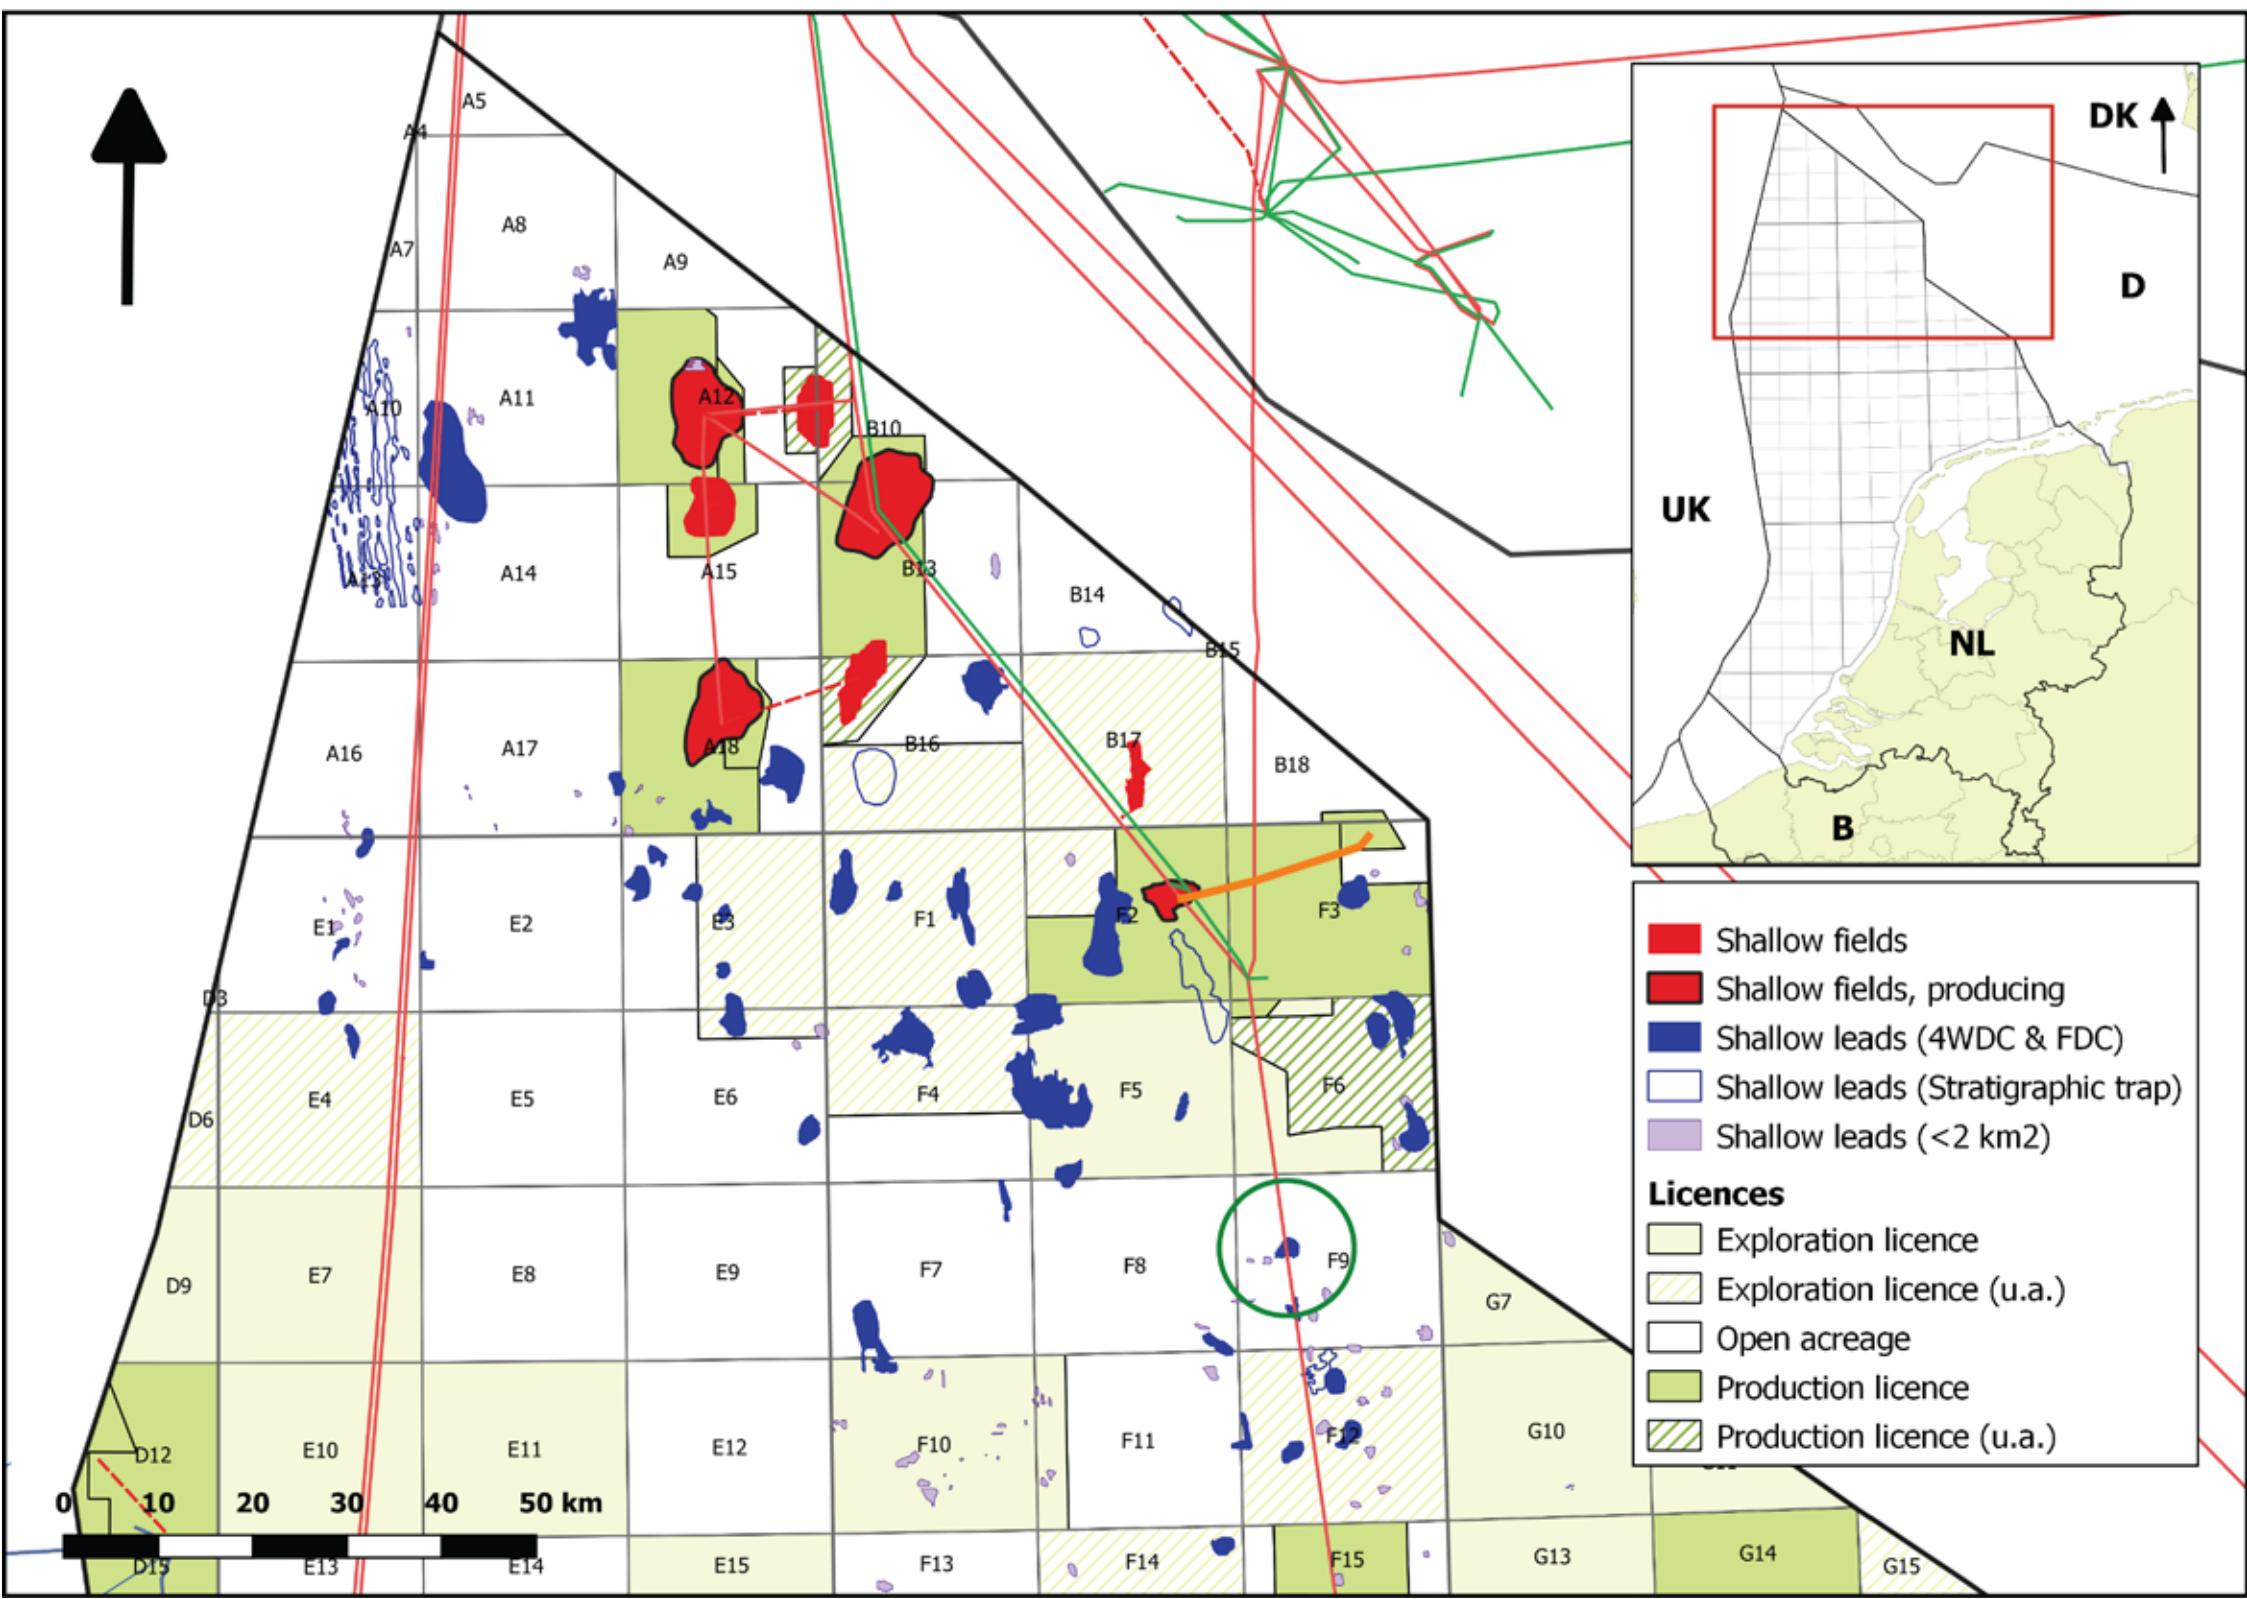 A5
A4
A8
A7
A9
A10
A11
A12
B10
A14
A15
B13
B14
B15
A16
A17
A18
B16
B17
B18
E1
E2
E3
F1
F2
F3
D3
D6
E4
E5
E6
F4
F5
F6
D9
E7
E8
E9
F7
F8
F9
G7
D12
E10
E11
E12
F10
F11
F12
G10
0 10 20 30 40 50 km
D15
E13
E14
E15
F13
F14
F15
G13
G14
G15
DK
D
UK
NL
B
Shallow fields
Shallow fields, producing
Shallow leads (4WDC & FDC)
Shallow leads (Stratigraphic trap)
Shallow leads (<2 km2)
Licences
Exploration licence
Exploration licence (u.a.)
Open acreage
Production licence
Production licence (u.a.)